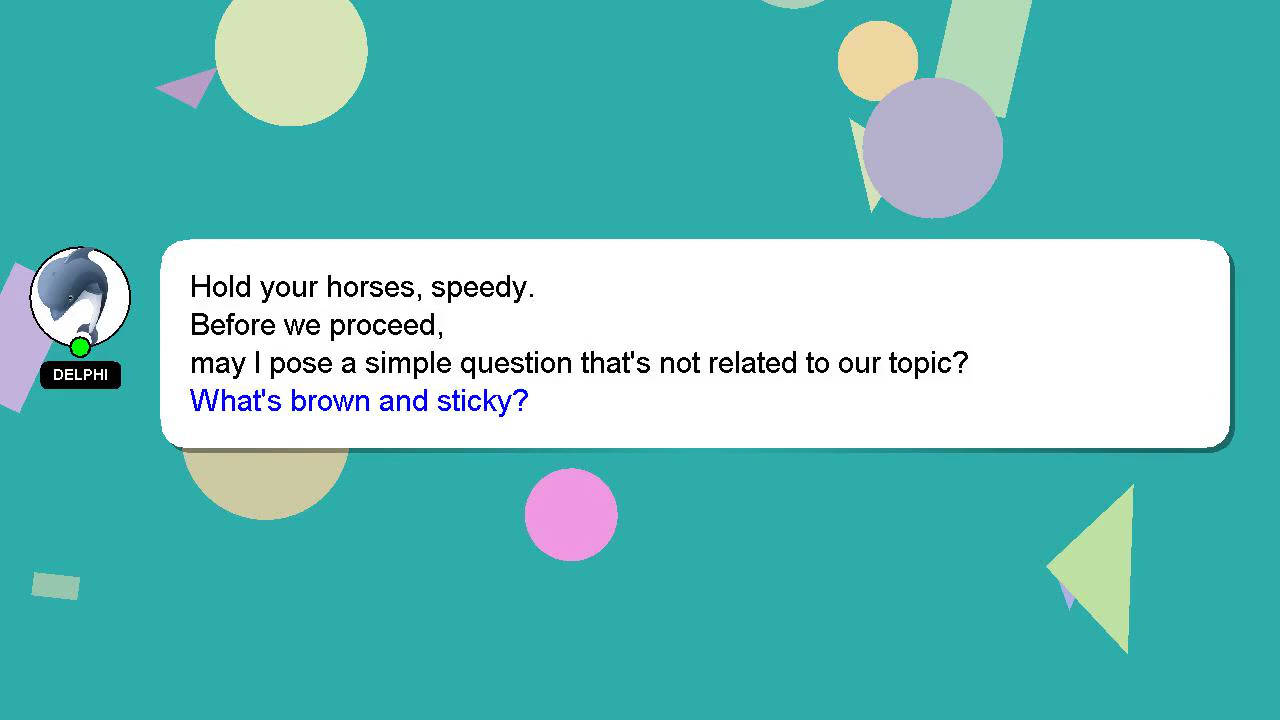 Hold your horses, speedy.
Before we proceed,
may I pose a simple question that's not related to our topic?
What's brown and sticky?
DELPHI